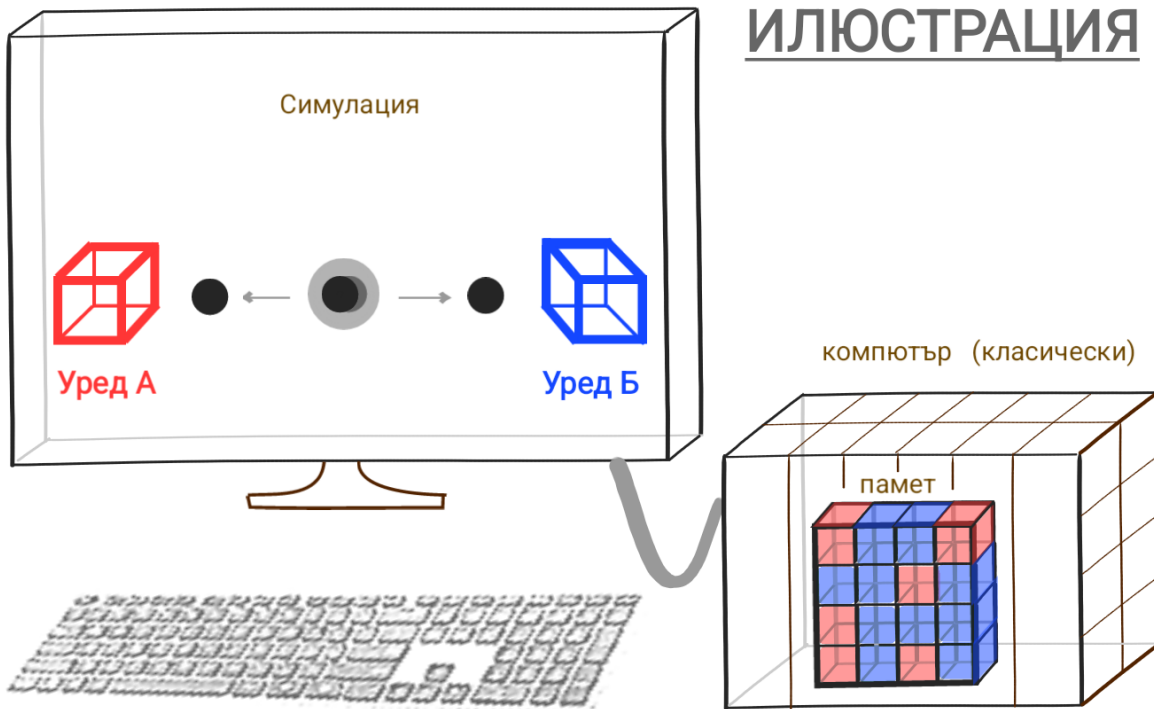 ИЛЮСТРАЦИЯ
Симулация
Уред А
Уред Б
компютър (класически)
памет